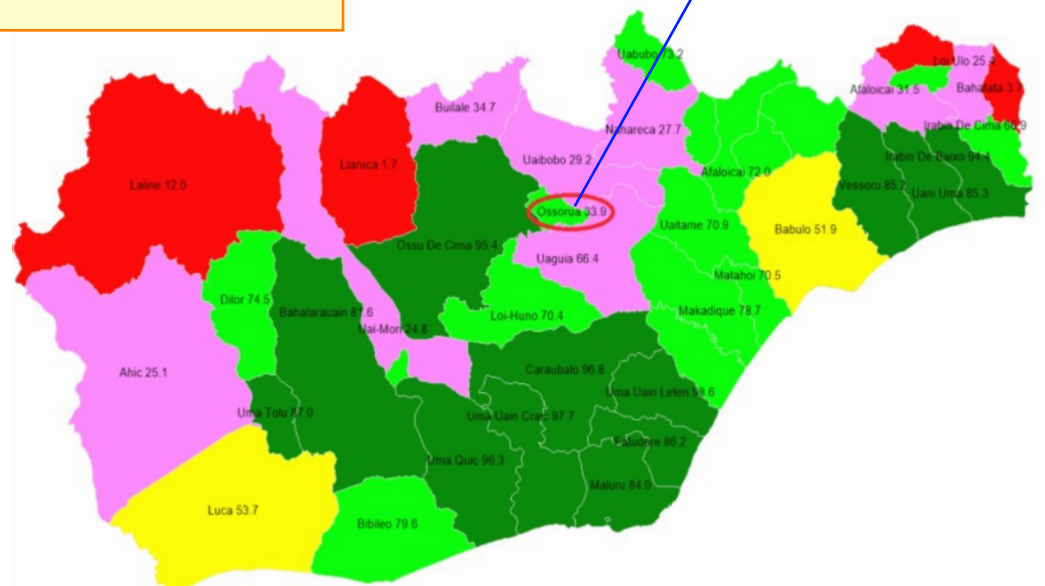 Uabubo 73.2
Loi Ulo 25.4
Afaloicai 31.5
Bahatata 3.7
Builale 34.7
Nahareca 27.7
Irabin De Cima 68.9
Uaibobo 29.2
Irabin De Baixo 94.4
Liaruca 1.7
Afaloicai 72.0
Laline 12.0
Vessoru 85.2
Uani Uma 85.3
Ossorua 33.9
Uaitame 70.9
Babulo 51.9
Ossu De Cima 95.4
Uaguia 66.4
Matahoi 70.5
Dilor 74.5
Bahalarauain 81.6
Makadique 78.7
Loi-Huno 70.4
Uai-Mori 24.8
Ahic 25.1
Caraubalo 96.8
Uma Uain Leten 98.6
Uma Tolu 87.0
Uma Uain Craic 97.7
Fatudere 86.2
Uma Quic 96.3
Maluru 84.0
Luca 53.7
Bibileo 79.6